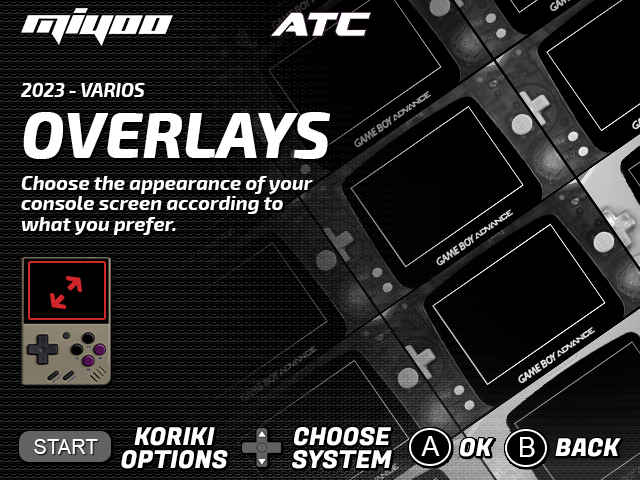 miyoo
ATC
2023 - VARIOS
OVERLAYS
Choose the appearance of your
console screen according to
what you prefer.
GAME BOY ADVANCE
GAME BOY ADVANCE
GAME BOY ADVANCE
GAME BOY ADVANCE
START
KORIKI
OPTIONS
CHOOSE
SYSTEM
A
OK
B
BACK